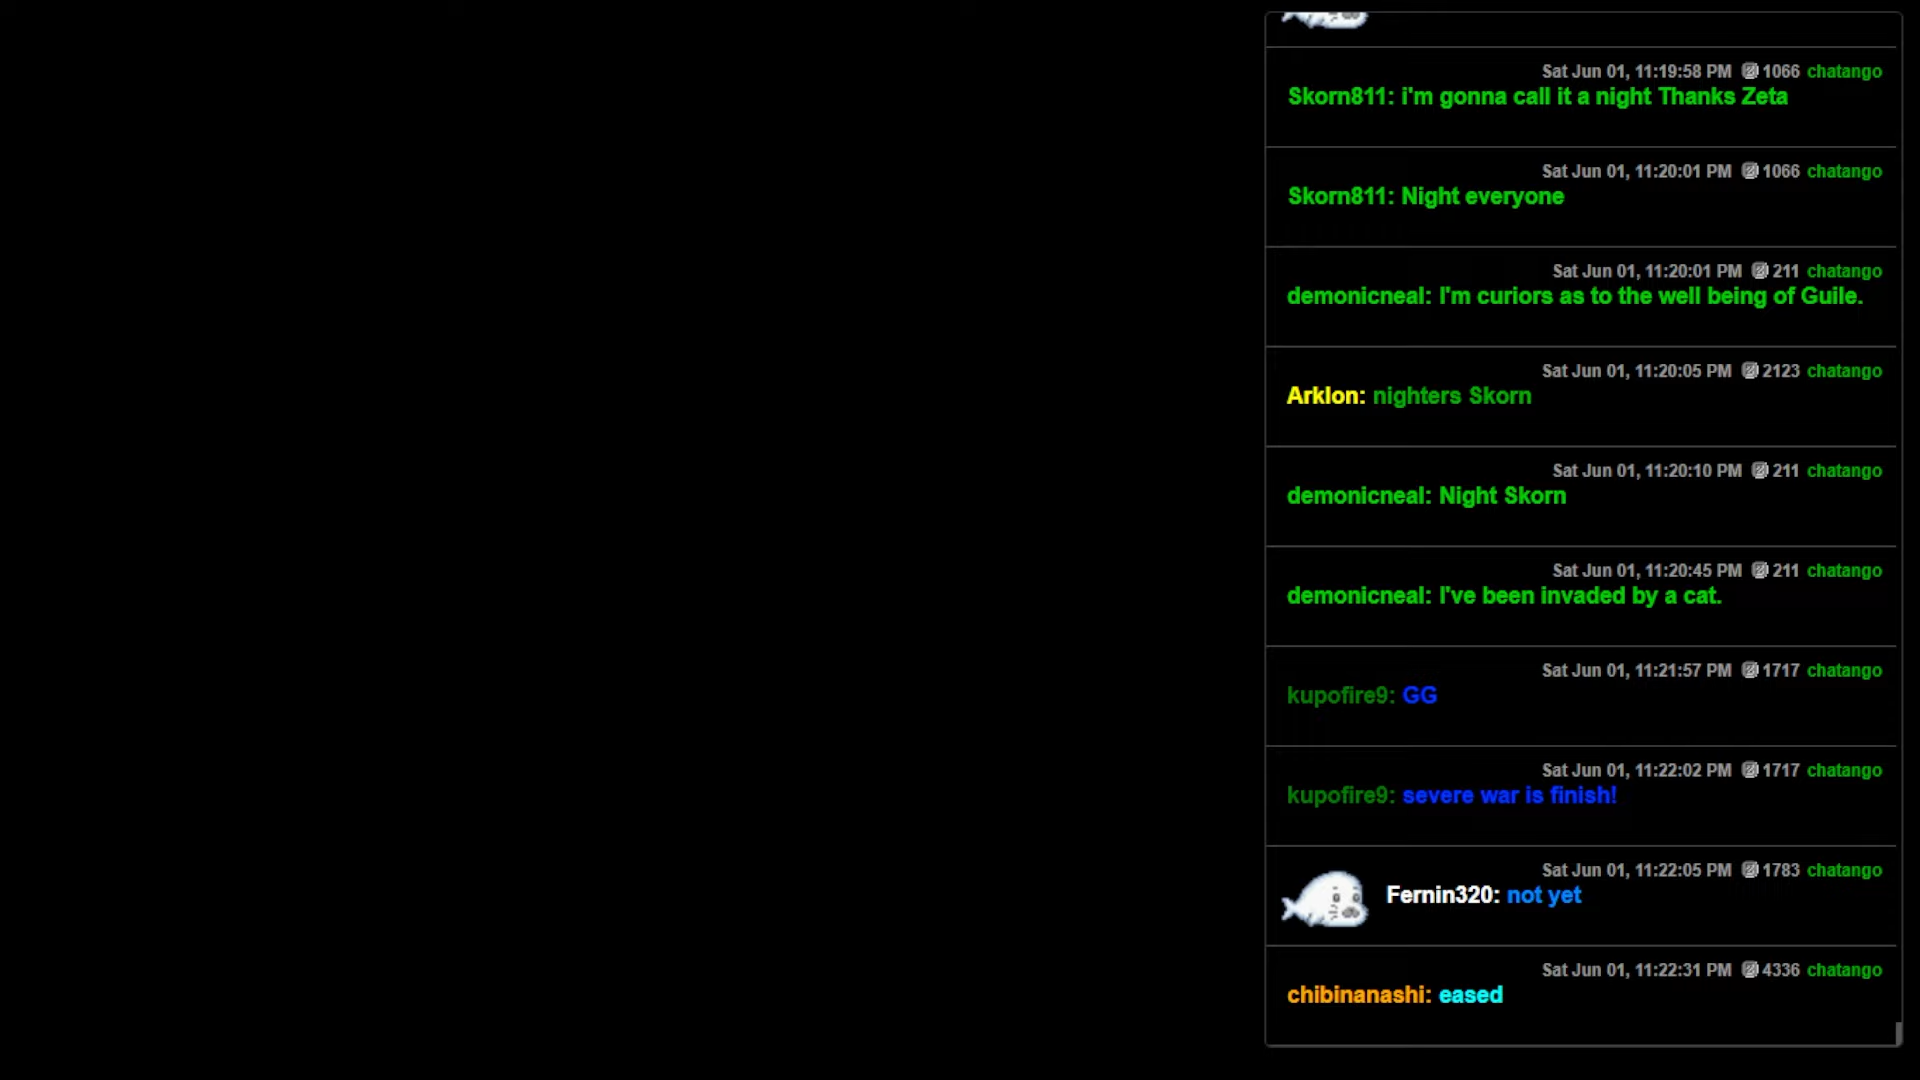 Sat Jun 01, 11:19:58 PM 1066 chatango
Skorn811: i'm gonna call it a night Thanks Zeta
Sat Jun 01, 11:20:01 PM 1066 chatango
Skorn811: Night everyone
Sat Jun 01, 11:20:01 PM 211 chatango
demonicneal: I'm curiors as to the well being of Guile.
Sat Jun 01, 11:20:05 PM 2123 chatango
Arklon: nighters Skorn
Sat Jun 01, 11:20:10 PM 211 chatango
demonicneal: Night Skorn
Sat Jun 01, 11:20:45 PM 211 chatango
demonicneal: I've been invaded by a cat.
Sat Jun 01, 11:21:57 PM 1717 chatango
kupofire9: GG
Sat Jun 01, 11:22:02 PM 1717 chatango
kupofire9: severe war is finish!
Sat Jun 01, 11:22:05 PM 1783 chatango
Fernin320: not yet
Sat Jun 01, 11:22:31 PM 4336 chatango
chibinanashi: eased